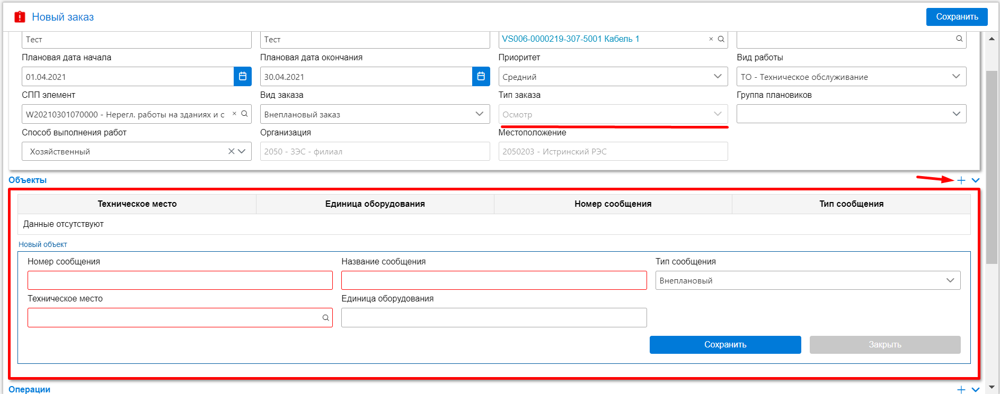 Новый заказ
Сохранить
Тест
Тест
VS006-0000219-307-5001 Кабель 1
Плановая дата начала
Плановая дата окончания
Приоритет
Вид работы
01.04.2021
30.04.2021
Средний
ТО - Техническое обслуживание
СПП элемент
Вид заказа
Тип заказа
Группа плановиков
W20210301070000 - Нерегл. работы на зданиях и с
Внеплановый заказ
Осмотр
Способ выполнения работ
Организация
Местоположение
Хозяйственный
2050 - ЗЭС - филиал
2050203 - Истринский РЭС
Объекты
Техническое место
Единица оборудования
Номер сообщения
Тип сообщения
Данные отсутствуют
Новый объект
Номер сообщения
Название сообщения
Тип сообщения
Внеплановый
Техническое место
Единица оборудования
Сохранить
Закрыть
Операции